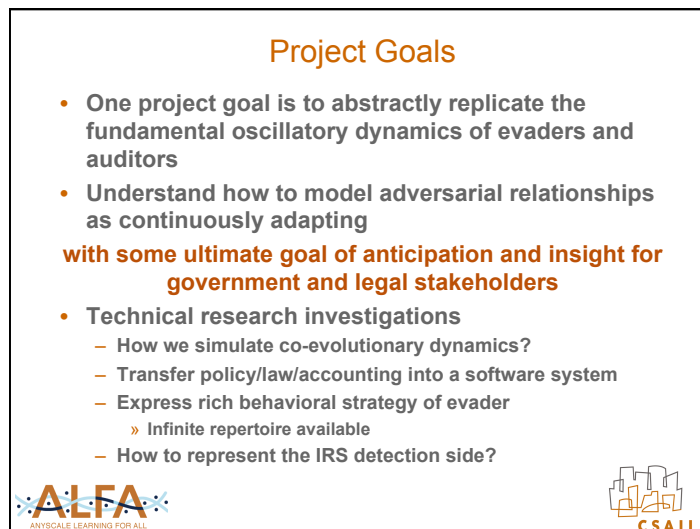 Project Goals
• One project goal is to abstractly replicate the
fundamental oscillatory dynamics of evaders and
auditors
• Understand how to model adversarial relationships
as continuously adapting
with some ultimate goal of anticipation and insight for
government and legal stakeholders
• Technical research investigations
– How we simulate co-evolutionary dynamics?
– Transfer policy/law/accounting into a software system
– Express rich behavioral strategy of evader
» Infinite repertoire available
– How to represent the IRS detection side?
ALFA
ANYSCALE LEARNING FOR ALL
CSAIL